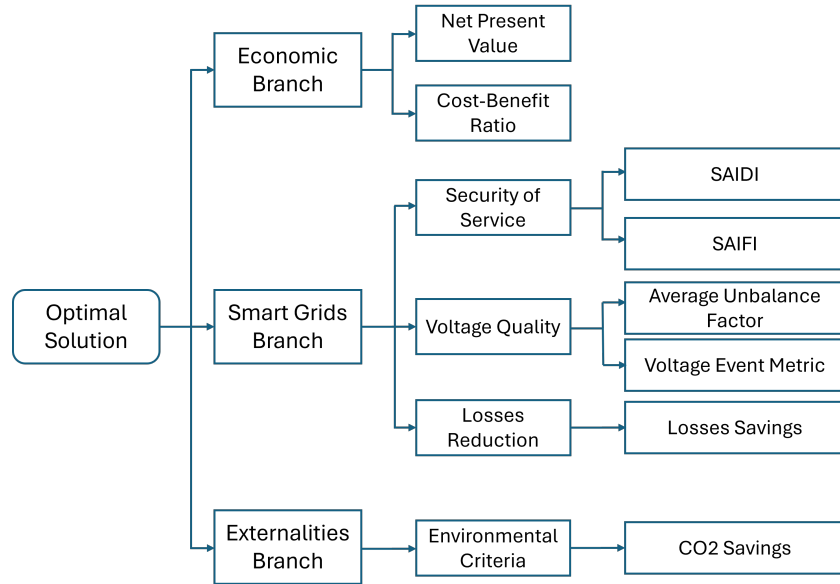 Optimal
Solution
Economic
Branch
Net Present
Value
Cost-Benefit
Ratio
Smart Grids
Branch
Security of
Service
SAIDI
SAIFI
Voltage Quality
Average Unbalance
Factor
Voltage Event Metric
Losses
Reduction
Losses Savings
Externalities
Branch
Environmental
Criteria
CO2 Savings